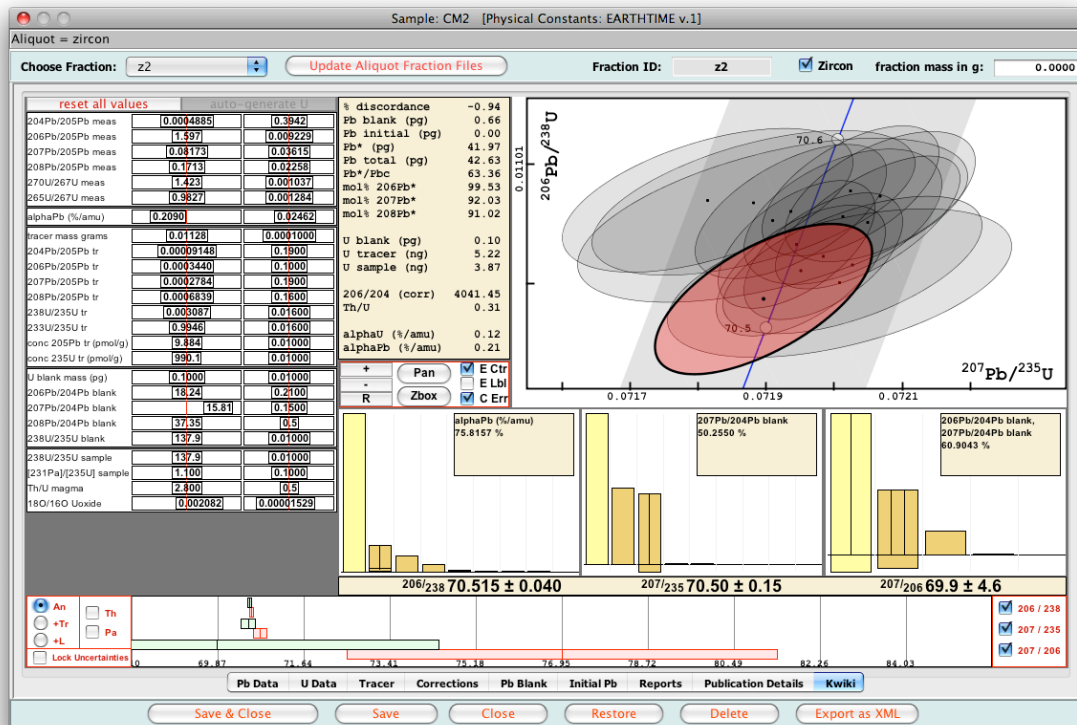 Sample: CM2 [Physical Constants: EARTHTIME v.1]
Aliquot = zircon
Choose Fraction: z2 Update Aliquot Fraction Files Fraction ID: z2 Zircon fraction mass in g: 0.0000
reset all values auto-generate U
204Pb/205Pb meas 0.0004885 0.3942
206Pb/205Pb meas 1.597 0.009229
207Pb/205Pb meas 0.08173 0.03615
208Pb/205Pb meas 0.1713 0.02258
270U/267U meas 1.423 0.001037
265U/267U meas 0.9827 0.001284
alphaPb (%/amu) 0.2090 0.02462
tracer mass grams 0.01128 0.0001000
204Pb/205Pb tr 0.00009148 0.1900
206Pb/205Pb tr 0.0003440 0.1000
207Pb/205Pb tr 0.0002784 0.1900
208Pb/205Pb tr 0.0006839 0.1600
238U/235U tr 0.003087 0.01600
233U/235U tr 0.9946 0.01600
conc 205Pb tr (pmol/g) 9.884 0.01000
conc 235U tr (pmol/g) 990.1 0.01000
U blank mass (pg) 0.1000 0.01000
206Pb/204Pb blank 18.24 0.2100
207Pb/204Pb blank 15.81 0.1500
208Pb/204Pb blank 37.35 0.5
238U/235U blank 137.9 0.01000
238U/235U sample 137.9 0.01000
[231Pa]/[235U] sample 1.100 0.1000
Th/U magma 2.800 0.5
18O/16O Uoxide 0.002082 0.00001529
% discordance -0.94
Pb blank (pg) 0.66
Pb initial (pg) 0.00
Pb* (pg) 41.97
Pb total (pg) 42.63
Pb*/Pbc 63.36
mol% 206Pb* 99.53
mol% 207Pb* 92.03
mol% 208Pb* 91.02
U blank (pg) 0.10
U tracer (ng) 5.22
U sample (ng) 3.87
206/204 (corr) 4041.45
Th/U 0.31
alphaU (%/amu) 0.12
alphaPb (%/amu) 0.21
+ Pan E Ctr
- E Lbl
R Zbox C Err
206Pb/238U
0.01101
70.6
70.5
207Pb/235U
0.0717 0.0719 0.0721
alphaPb (%/amu)
75.8157 %
207Pb/204Pb blank
50.2550 %
206Pb/204Pb blank,
207Pb/204Pb blank
60.9043 %
206/238 70.515 ± 0.040 207/235 70.50 ± 0.15 207/206 69.9 ± 4.6
An Th
+Tr Pa
+L
Lock Uncertainties
0 69.87 71.64 73.41 75.18 76.95 78.72 80.49 82.26 84.03
206 / 238
207 / 235
207 / 206
Pb Data U Data Tracer Corrections Pb Blank Initial Pb Reports Publication Details Kwiki
Save & Close Save Close Restore Delete Export as XML